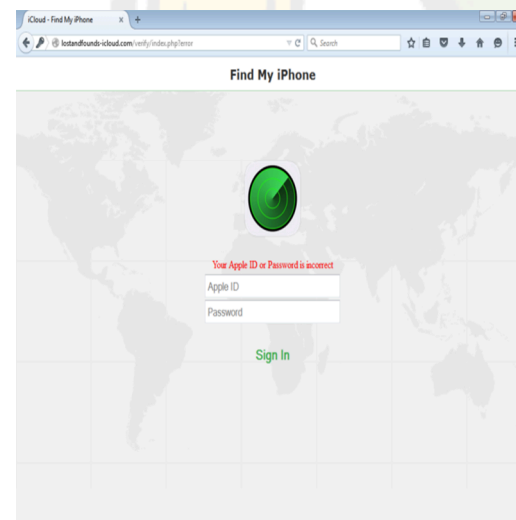 iCloud - Find My iPhone
lostandfounds-icloud.com/verify/index.php?error
Search
Find My iPhone
Your Apple ID or Password is incorrect
Apple ID
Password
Sign In